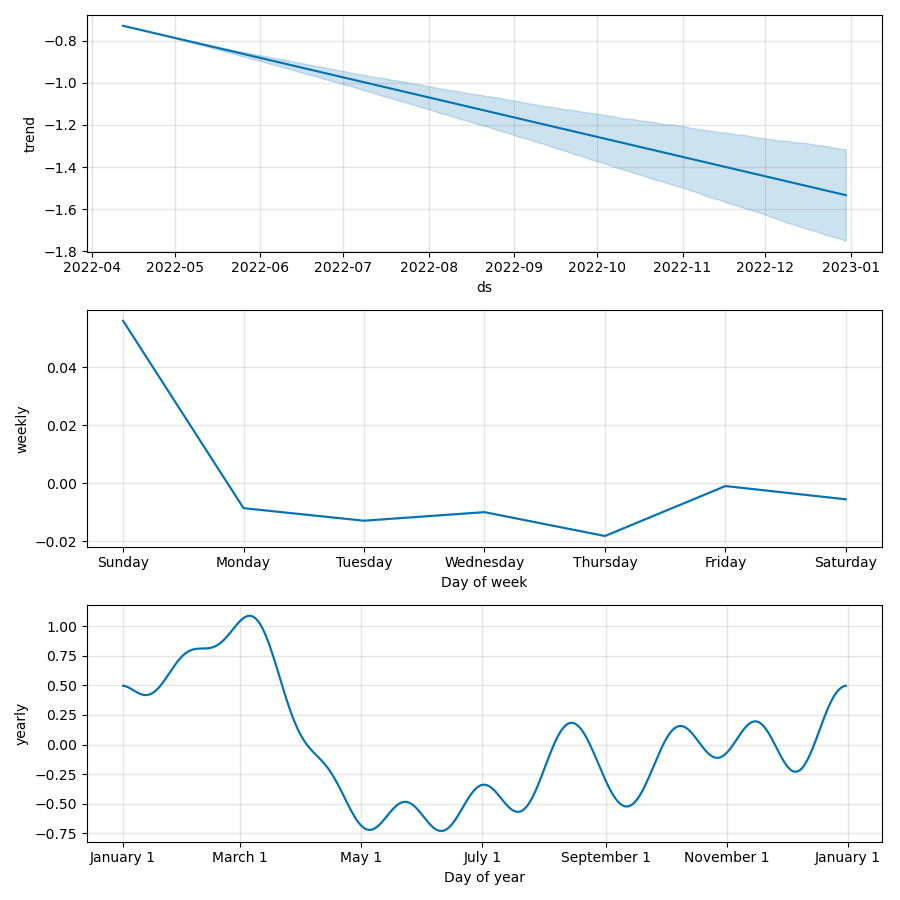 −0.8
−1.0
−1.2
−1.4
−1.6
−1.8
trend
2022-04 2022-05 2022-06 2022-07 2022-08 2022-09 2022-10 2022-11 2022-12 2023-01
ds
0.04
0.02
0.00
−0.02
weekly
Sunday Monday Tuesday Wednesday Thursday Friday Saturday
Day of week
1.00
0.75
0.50
0.25
0.00
−0.25
−0.50
−0.75
yearly
January 1 March 1 May 1 July 1 September 1 November 1 January 1
Day of year